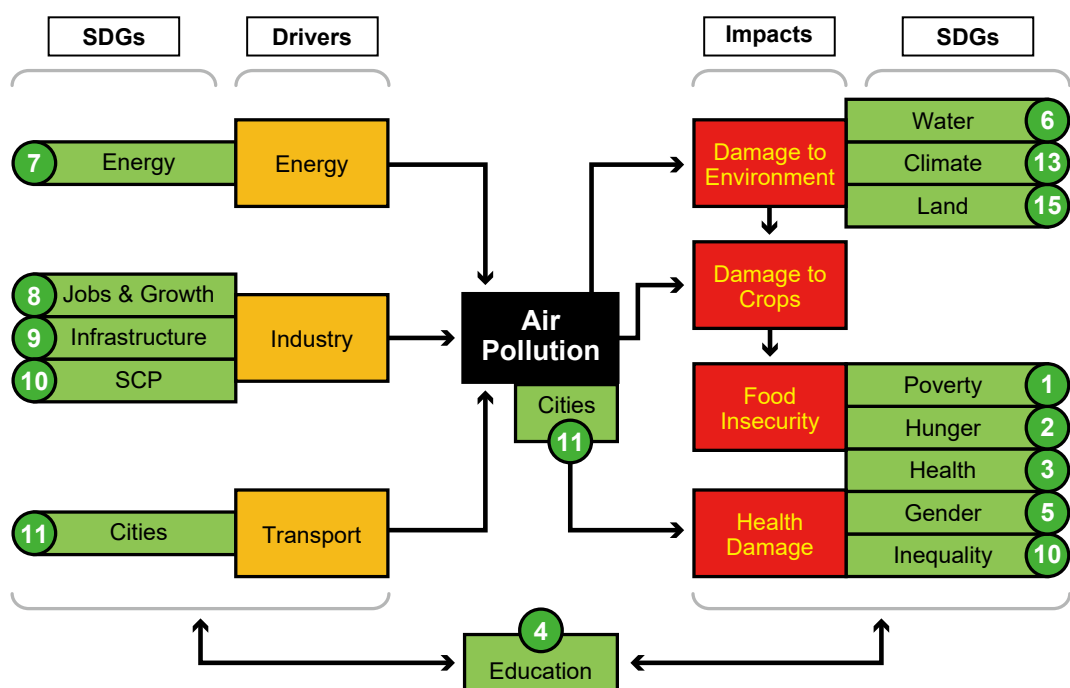 SDGs
Drivers
Impacts
SDGs
7
Energy
Energy
8
Jobs & Growth
9
Infrastructure
10
SCP
Industry
11
Cities
Transport
Air
Pollution
Cities
11
Damage to
Environment
Water
6
Climate
13
Land
15
Damage to
Crops
Food
Insecurity
Health
Damage
Poverty
1
Hunger
2
Health
3
Gender
5
Inequality
10
4
Education